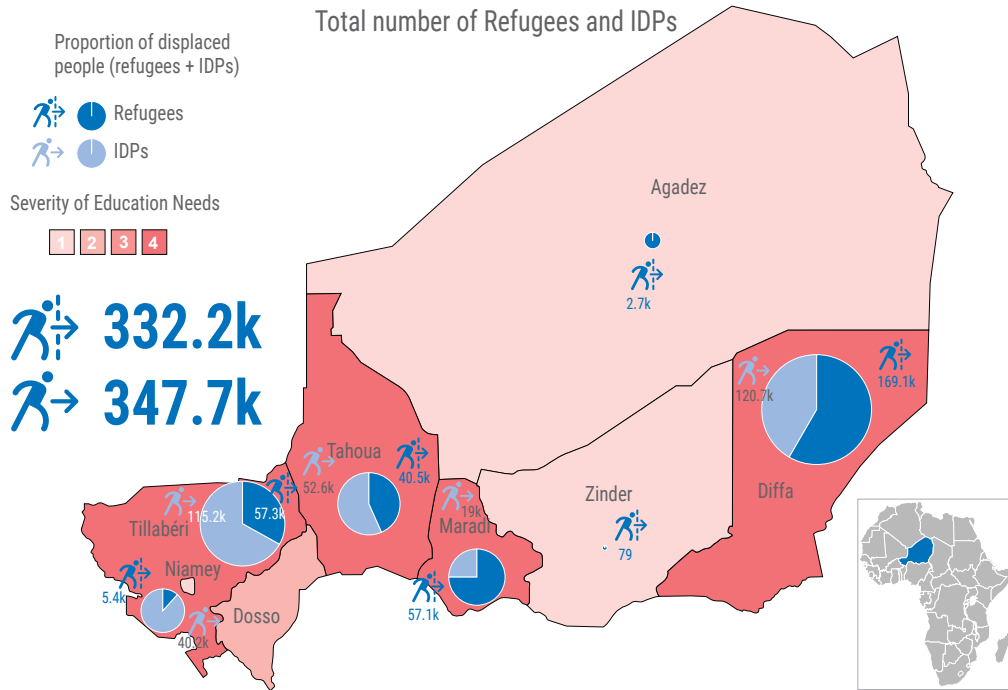 Total number of Refugees and IDPs
Proportion of displaced
people (refugees + IDPs)
Refugees
IDPs
Severity of Education Needs
1 2 3 4
332.2k
347.7k
Agadez
2.7k
120.7k
169.1k
Diffa
Tahoua
52.6k
40.5k
Zinder
79
19k
Maradi
57.1k
115.2k
57.3k
Tillabéri
Niamey
5.4k
40.2k
Dosso